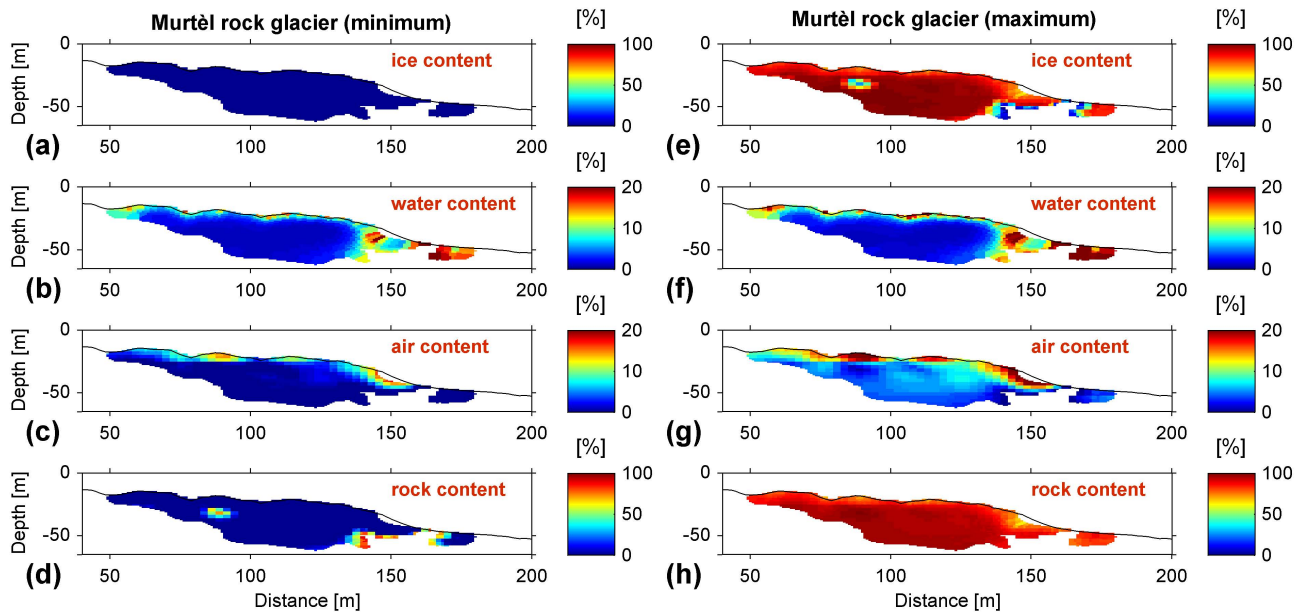 Murtèl rock glacier (minimum)
[%]
Depth [m]
0
-50
ice content
100
50
0
(a)
50
100
150
200
[%]
Depth [m]
0
-50
water content
20
10
0
(b)
50
100
150
200
[%]
Depth [m]
0
-50
air content
20
10
0
(c)
50
100
150
200
[%]
Depth [m]
0
-50
rock content
100
50
0
(d)
50
100
150
200
Distance [m]
Murtèl rock glacier (maximum)
[%]
Depth [m]
0
-50
ice content
100
50
0
(e)
50
100
150
200
[%]
Depth [m]
0
-50
water content
20
10
0
(f)
50
100
150
200
[%]
Depth [m]
0
-50
air content
20
10
0
(g)
50
100
150
200
[%]
Depth [m]
0
-50
rock content
100
50
0
(h)
50
100
150
200
Distance [m]